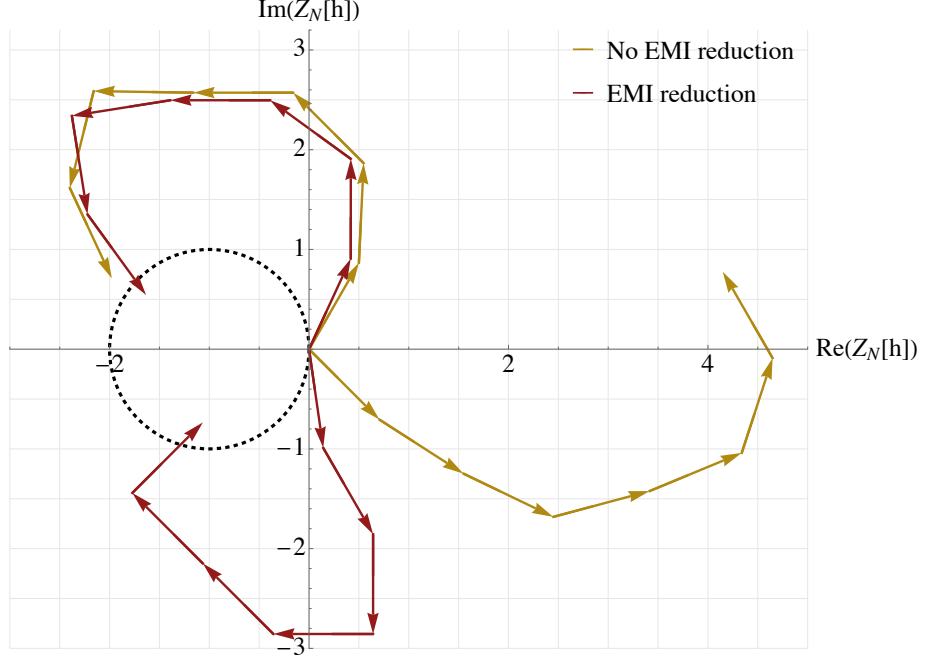 Im(Z_N[h])
No EMI reduction
EMI reduction
3
2
1
−2
2
4
Re(Z_N[h])
−1
−2
−3